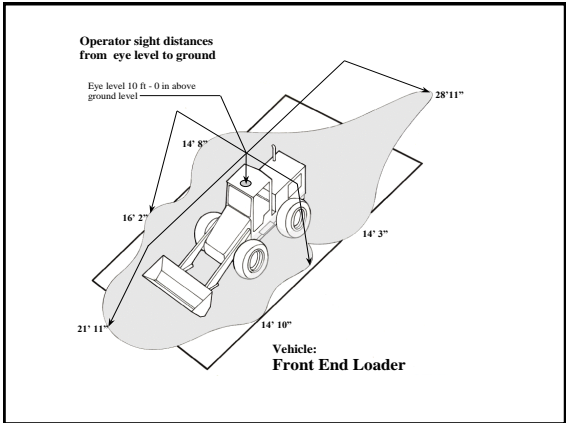 Operator sight distances
from eye level to ground
Eye level 10 ft - 0 in above
ground level
28'11"
14' 8"
16' 2"
14' 3"
21' 11"
14' 10"
Vehicle:
Front End Loader